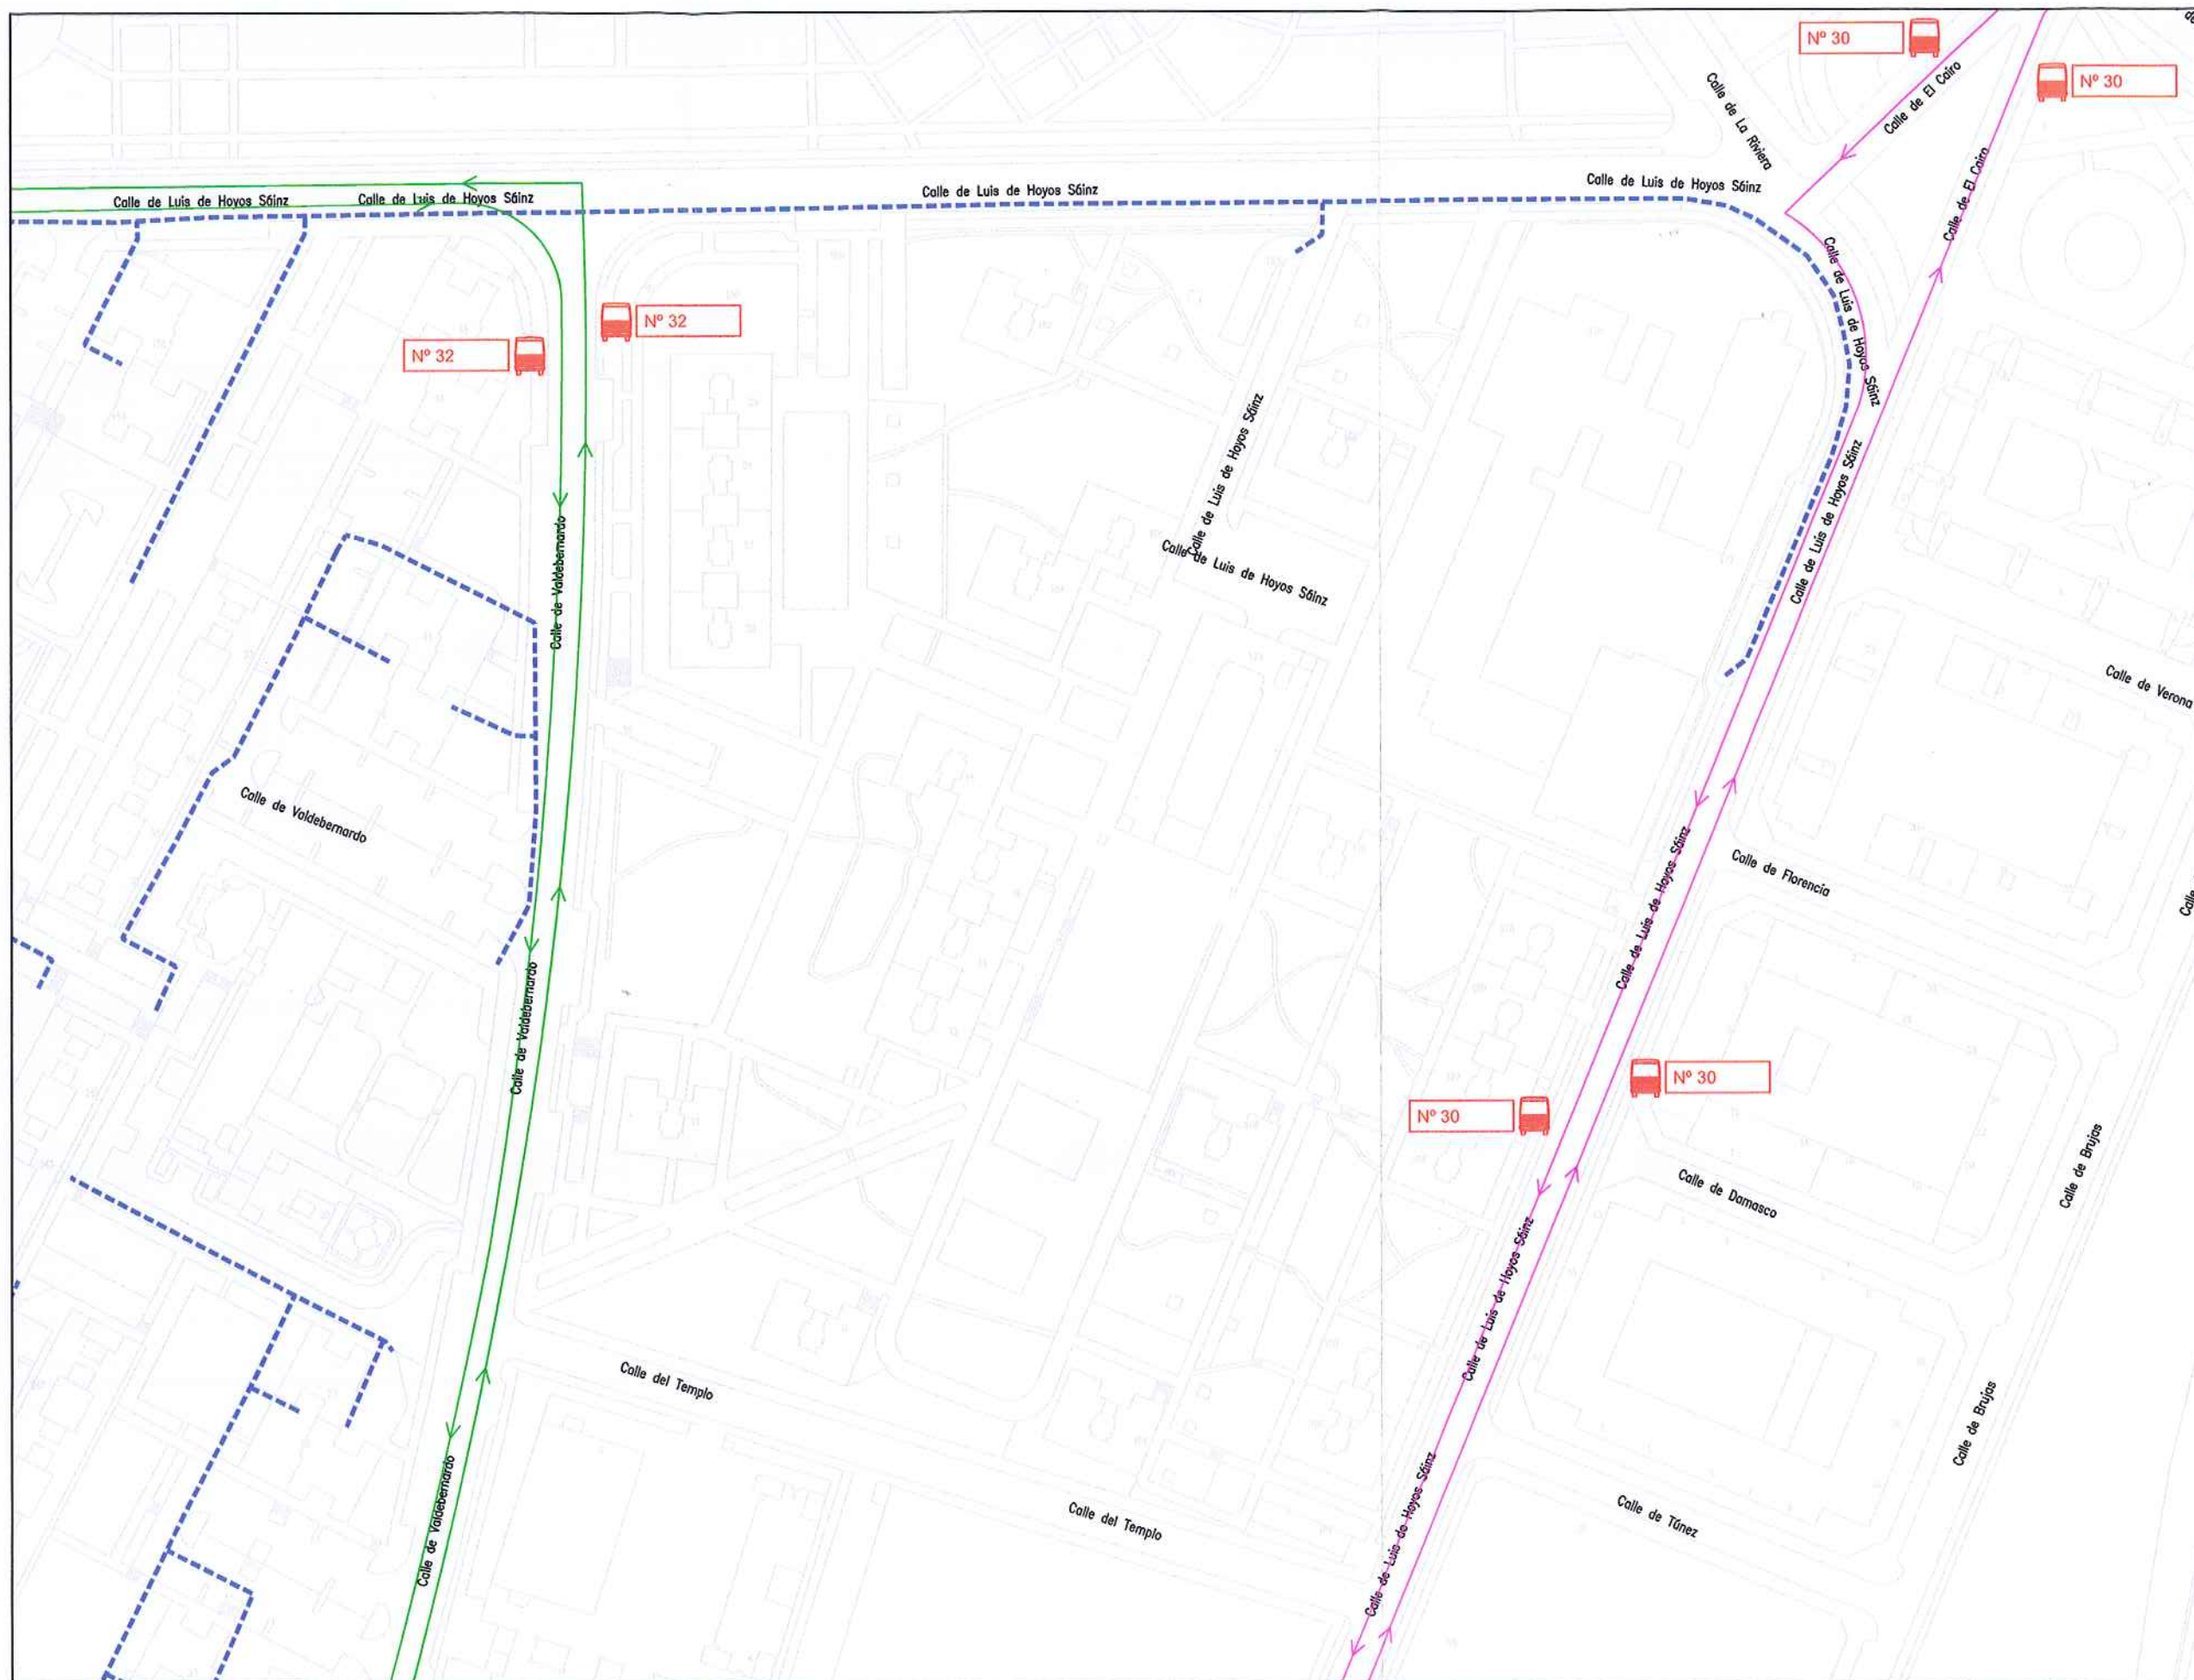 Nº 30
Nº 30
Calle de La Riviera
Calle de El Cairo
Calle de El Cairo
Calle de Luis de Hoyos Sáinz
Calle de Luis de Hoyos Sáinz
Calle de Luis de Hoyos Sáinz
Calle de Luis de Hoyos Sáinz
Calle de Luis de Hoyos Sáinz
Nº 32
Nº 32
Calle de Luis de Hoyos Sáinz
Calle de Luis de Hoyos Sáinz
Calle de Luis de Hoyos Sáinz
Calle de Valdebernardo
Calle de Verona
Calle de Valdebernardo
Calle de Florencia
Calle de Luis de Hoyos Sáinz
Calle
Calle de Valdebernardo
Nº 30
Nº 30
Calle de Brujas
Calle de Damasco
Calle de Luis de Hoyos Sáinz
Calle del Templo
Calle de Brujas
Calle de Valdebernardo
Calle del Templo
Calle de Luis de Hoyos Sáinz
Calle de Túnez